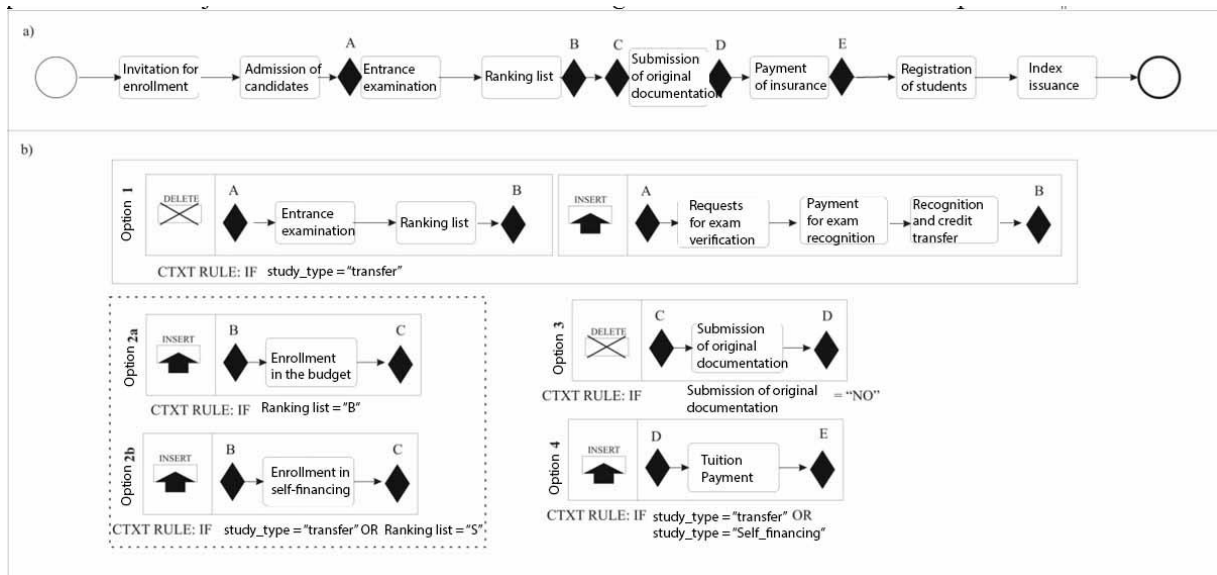 a)
A
B
C
D
E
Invitation for
enrollment
Admission of
candidates
Entrance
examination
Ranking list
Submission
of original
documentation
Payment
of insurance
Registration
of students
Index
issuance
b)
Option 1
DELETE
A
Entrance
examination
Ranking list
B
INSERT
A
Requests
for exam
verification
Payment
for exam
recognition
Recognition
and credit
transfer
B
CTXT RULE: IF study_type = "transfer"
Option 2a
INSERT
B
Enrollment
in the budget
C
CTXT RULE: IF Ranking list = "B"
Option 3
DELETE
C
Submission
of original
documentation
D
CTXT RULE: IF Submission of original
documentation = "NO"
Option 2b
INSERT
B
Enrollment in
self-financing
C
CTXT RULE: IF study_type = "transfer" OR Ranking list = "S"
Option 4
INSERT
D
Tuition
Payment
E
CTXT RULE: IF study_type = "transfer" OR
study_type = "Self_financing"